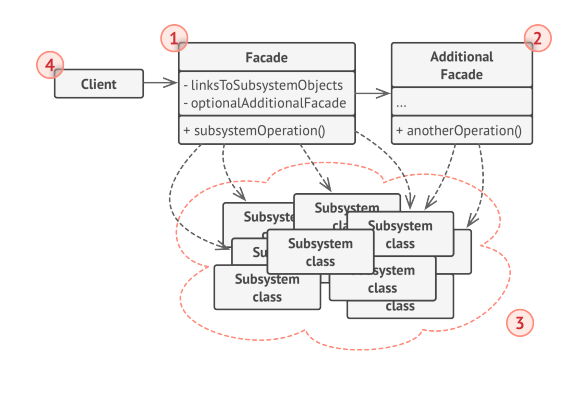 1
2
4
Client
Facade
- linksToSubsystemObjects
- optionalAdditionalFacade
+ subsystemOperation()
Additional
Facade
...
+ anotherOperation()
Subsystem
class
Subsystem
class
Subsystem
class
Subsystem
class
Subsystem
class
class
3